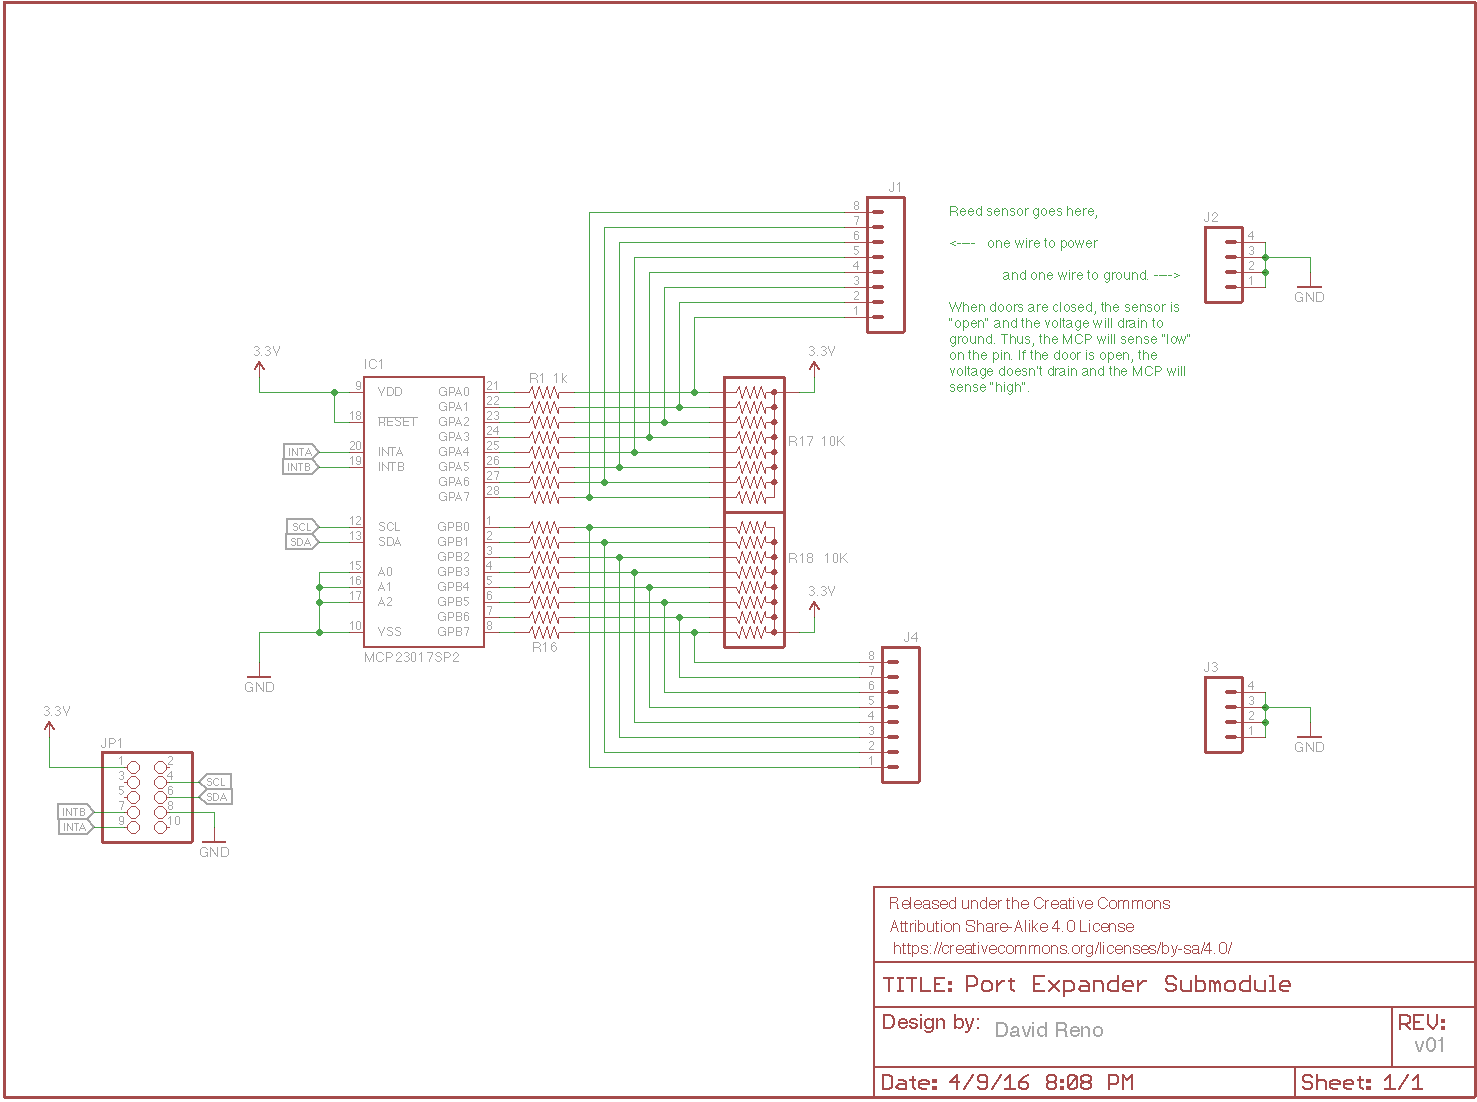 J1
8
7
6
5
4
3
2
1
Reed sensor goes here,
<---- one wire to power
and one wire to ground. ---->
When doors are closed, the sensor is
"open" and the voltage will drain to
ground. Thus, the MCP will sense "low"
on the pin. If the door is open, the
voltage doesn't drain and the MCP will
sense "high".
J2
4
3
2
1
GND
3.3V
IC1
9 VDD GPA0 21
GPA1 22
18 RESET GPA2 23
GPA3 24
20 INTA GPA4 25
19 INTB GPA5 26
GPA6 27
GPA7 28
12 SCL GPB0 1
13 SDA GPB1 2
GPB2 3
15 A0 GPB3 4
16 A1 GPB4 5
17 A2 GPB5 6
GPB6 7
10 VSS GPB7 8
MCP23017SP2
INTA
INTB
SCL
SDA
GND
R1 1k
R16
3.3V
R17 10K
R18 10K
3.3V
J4
8
7
6
5
4
3
2
1
J3
4
3
2
1
GND
3.3V
JP1
1 2
3 4 SCL
5 6 SDA
INTB 7 8
INTA 9 10
GND
Released under the Creative Commons
Attribution Share-Alike 4.0 License
https://creativecommons.org/licenses/by-sa/4.0/
TITLE: Port Expander Submodule
Design by: David Reno
REV:
v01
Date: 4/9/16 8:08 PM
Sheet: 1/1